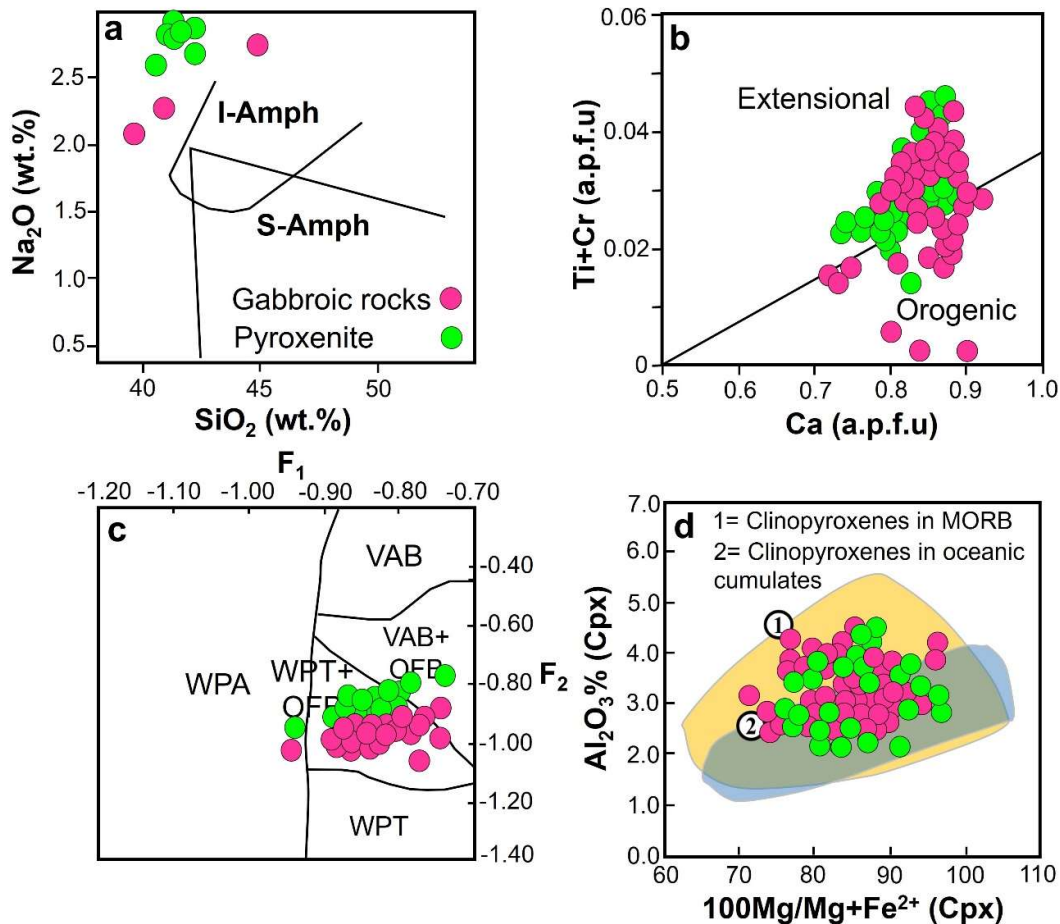 a
Na2O (wt.%)
2.5
2.0
1.5
1.0
0.5
I-Amph
S-Amph
Gabbroic rocks
Pyroxenite
40 45 50
SiO2 (wt.%)
b
Ti+Cr (a.p.f.u)
0.06
0.04
0.02
0
Extensional
Orogenic
0.5 0.6 0.7 0.8 0.9 1.0
Ca (a.p.f.u)
F1
-1.20 -1.10 -1.00 -0.90 -0.80 -0.70
c
VAB
VAB+
OFB
WPT+
OFB
WPA
WPT
-0.40
-0.60
-0.80
-1.00
-1.20
-1.40
F2
d
1= Clinopyroxenes in MORB
2= Clinopyroxenes in oceanic
cumulates
Al2O3% (Cpx)
7.0
6.0
5.0
4.0
3.0
2.0
1.0
0.0
1
2
60 70 80 90 100 110
100Mg/Mg+Fe2+ (Cpx)